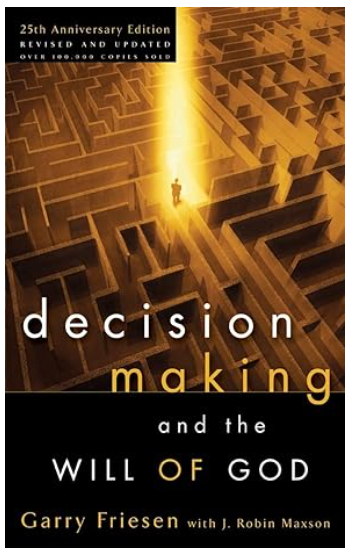 25th Anniversary Edition
REVISED AND UPDATED
OVER 100,000 COPIES SOLD
decision
making
and the
WILL OF GOD
Garry Friesen with J. Robin Maxson